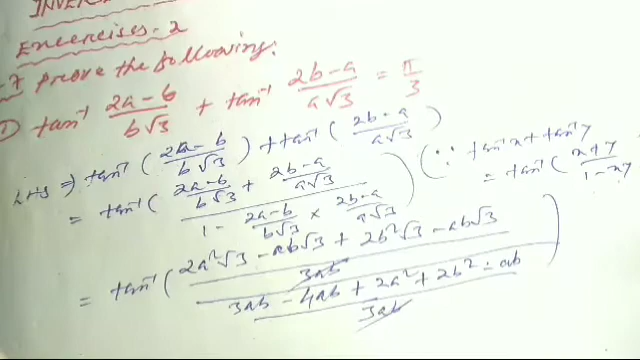 Excercises-2
7 prove the following:
① tan⁻¹ (2a-b)/(b√3) + tan⁻¹ (2b-a)/(a√3) = π/3
LHS ⇒ tan⁻¹ ((2a-b)/(b√3)) + tan⁻¹ ((2b-a)/(a√3))
= tan⁻¹ (((2a-b)/(b√3) + (2b-a)/(a√3)) / (1 - (2a-b)/(b√3) × (2b-a)/(a√3))) (∵ tan⁻¹x + tan⁻¹y = tan⁻¹ ((x+y)/(1-xy)
= tan⁻¹ (((2a²√3 - ab√3 + 2b²√3 - ab√3)/(3ab)) / ((3ab - 4ab + 2a² + 2b² - ab)/(3ab)))